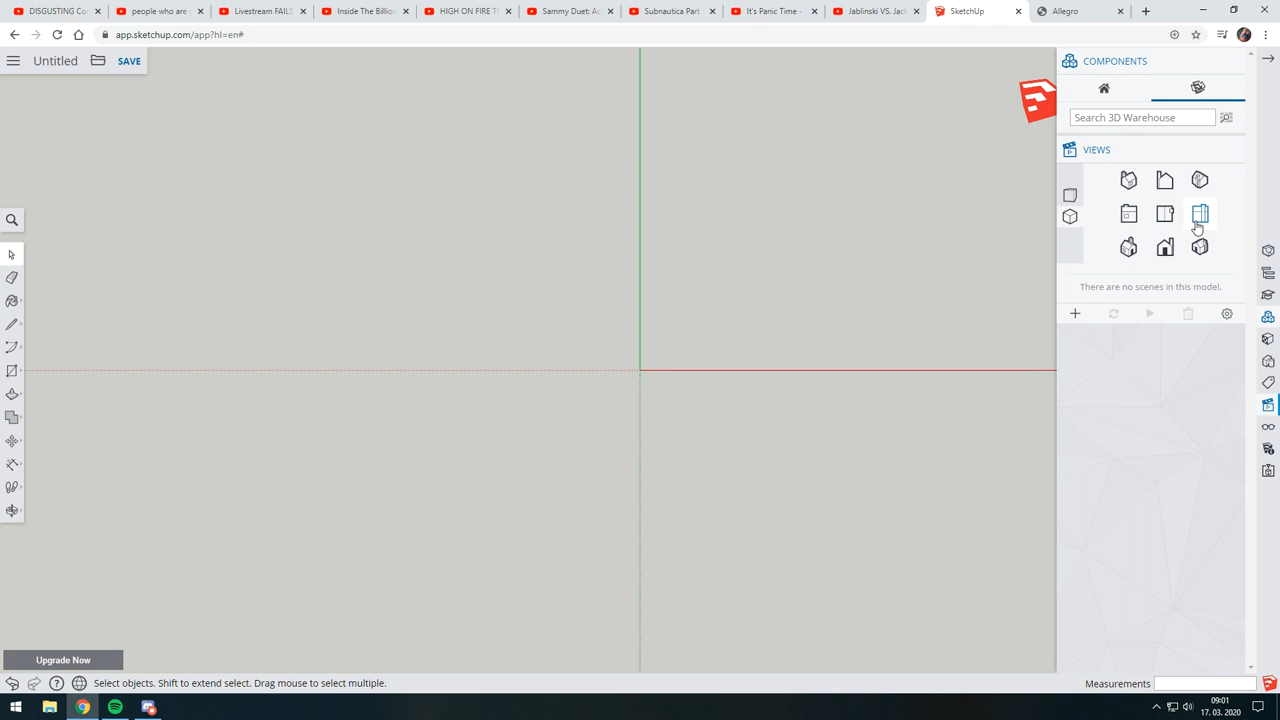 DISGUSTING Co
people who are
Livestream FAILS
Inside The Billion
HIGH ON FIRE Th
Sammy Duet: Ac
Subnautica Part
It's Panic Time -
Jablinski VS. Jack
SketchUp
Allegro
app.sketchup.com/app?hl=en#
Untitled
SAVE
COMPONENTS
Search 3D Warehouse
VIEWS
There are no scenes in this model.
Upgrade Now
Select objects. Shift to extend select. Drag mouse to select multiple.
Measurements
09:01
17. 03. 2020